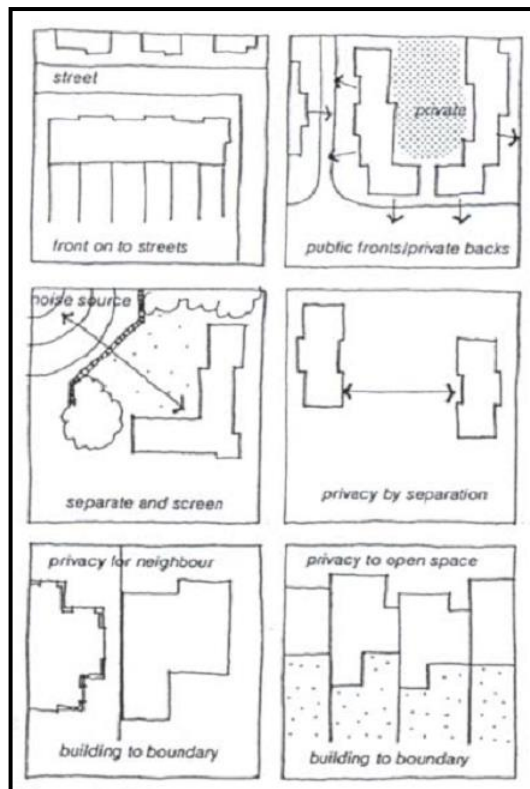 street
front on to streets
private
public fronts/private backs
noise source
separate and screen
privacy by separation
privacy for neighbour
building to boundary
privacy to open space
building to boundary